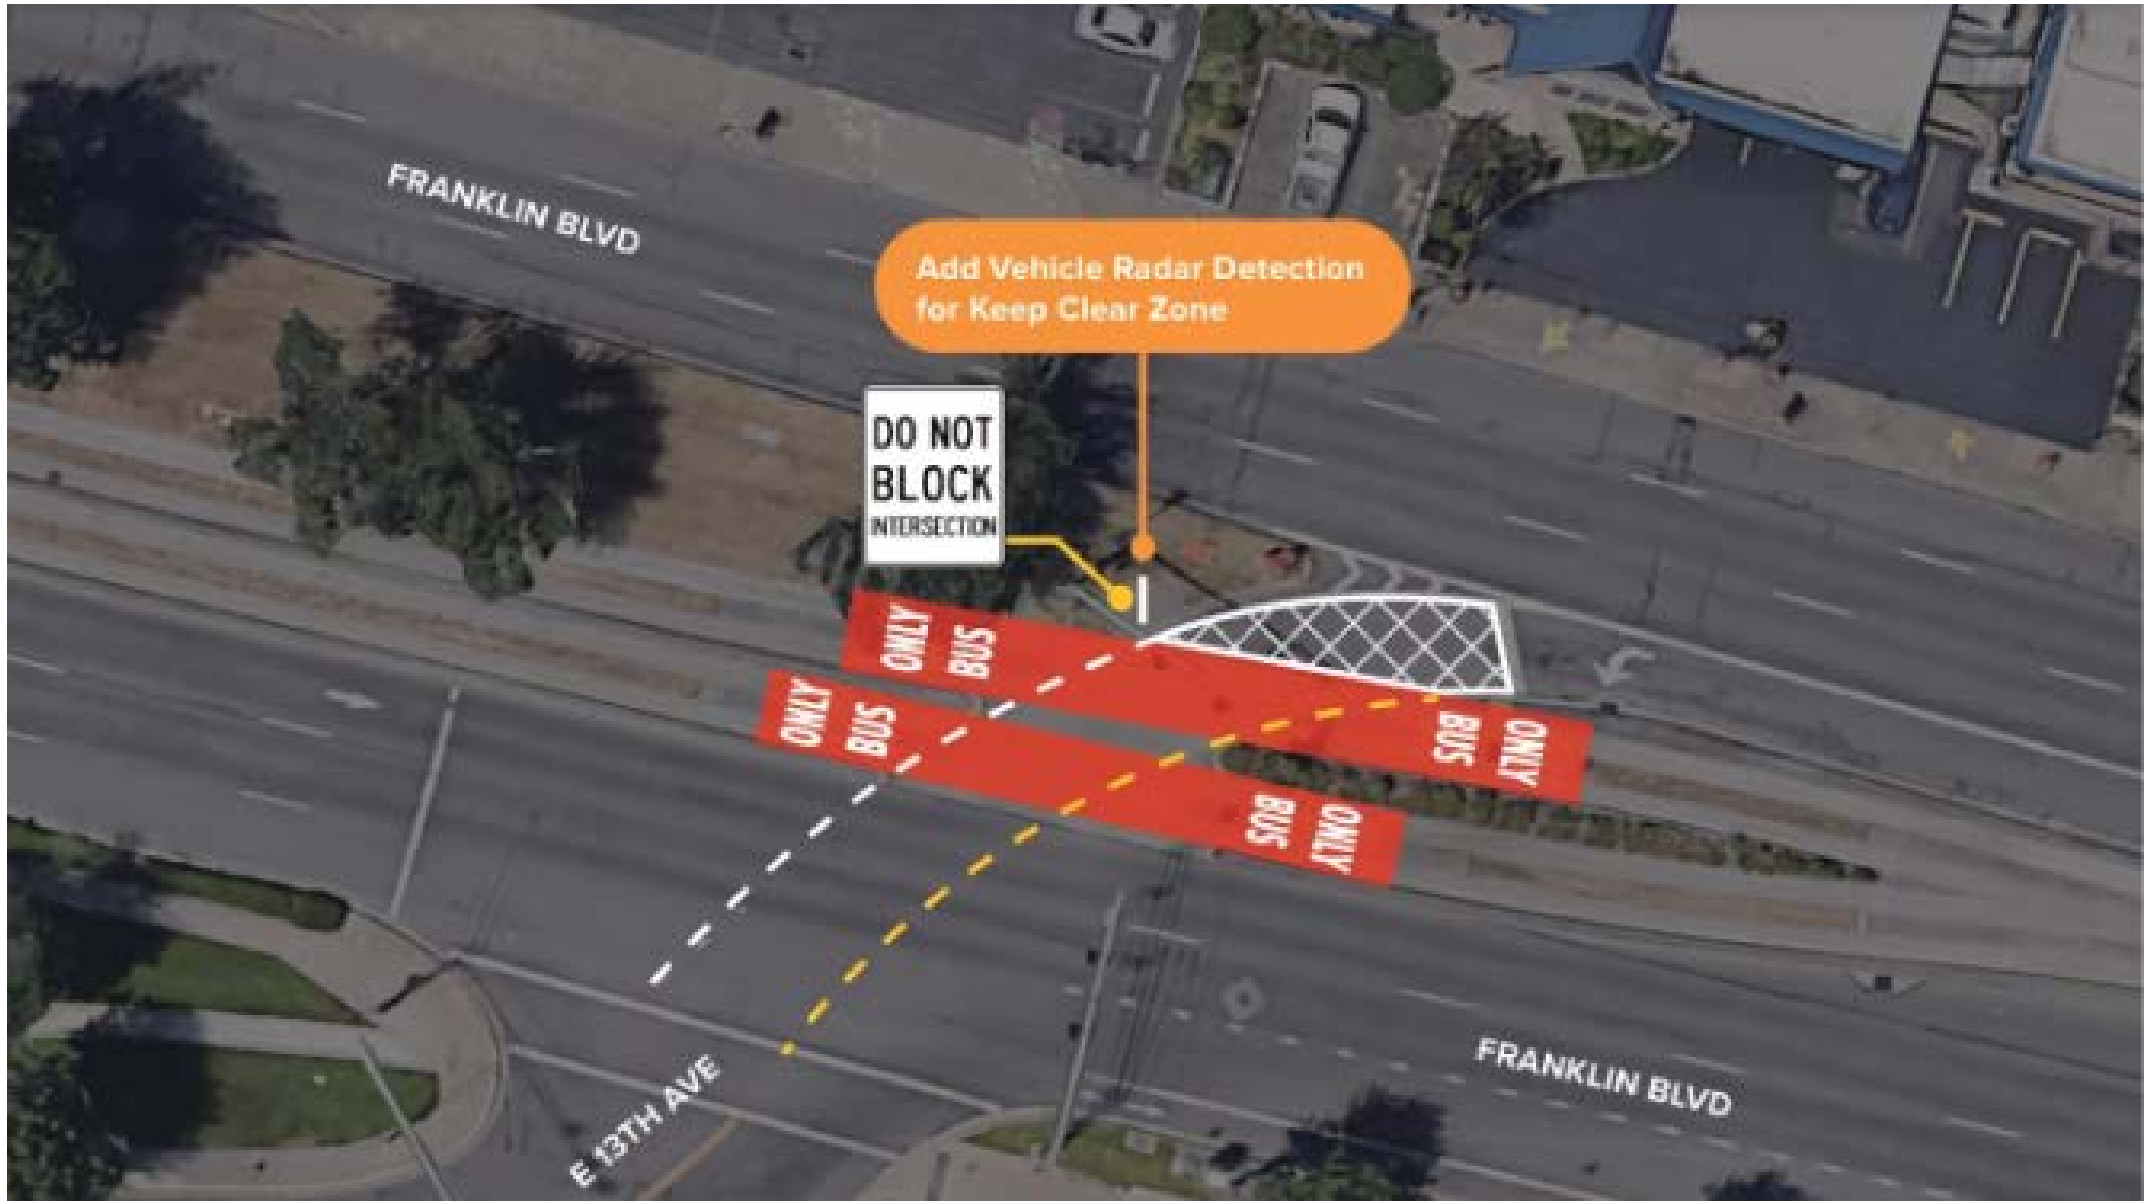 FRANKLIN BLVD
Add Vehicle Radar Detection
for Keep Clear Zone
DO NOT
BLOCK
INTERSECTION
ONLY
BUS
ONLY
BUS
BUS
ONLY
BUS
ONLY
FRANKLIN BLVD
E 13TH AVE